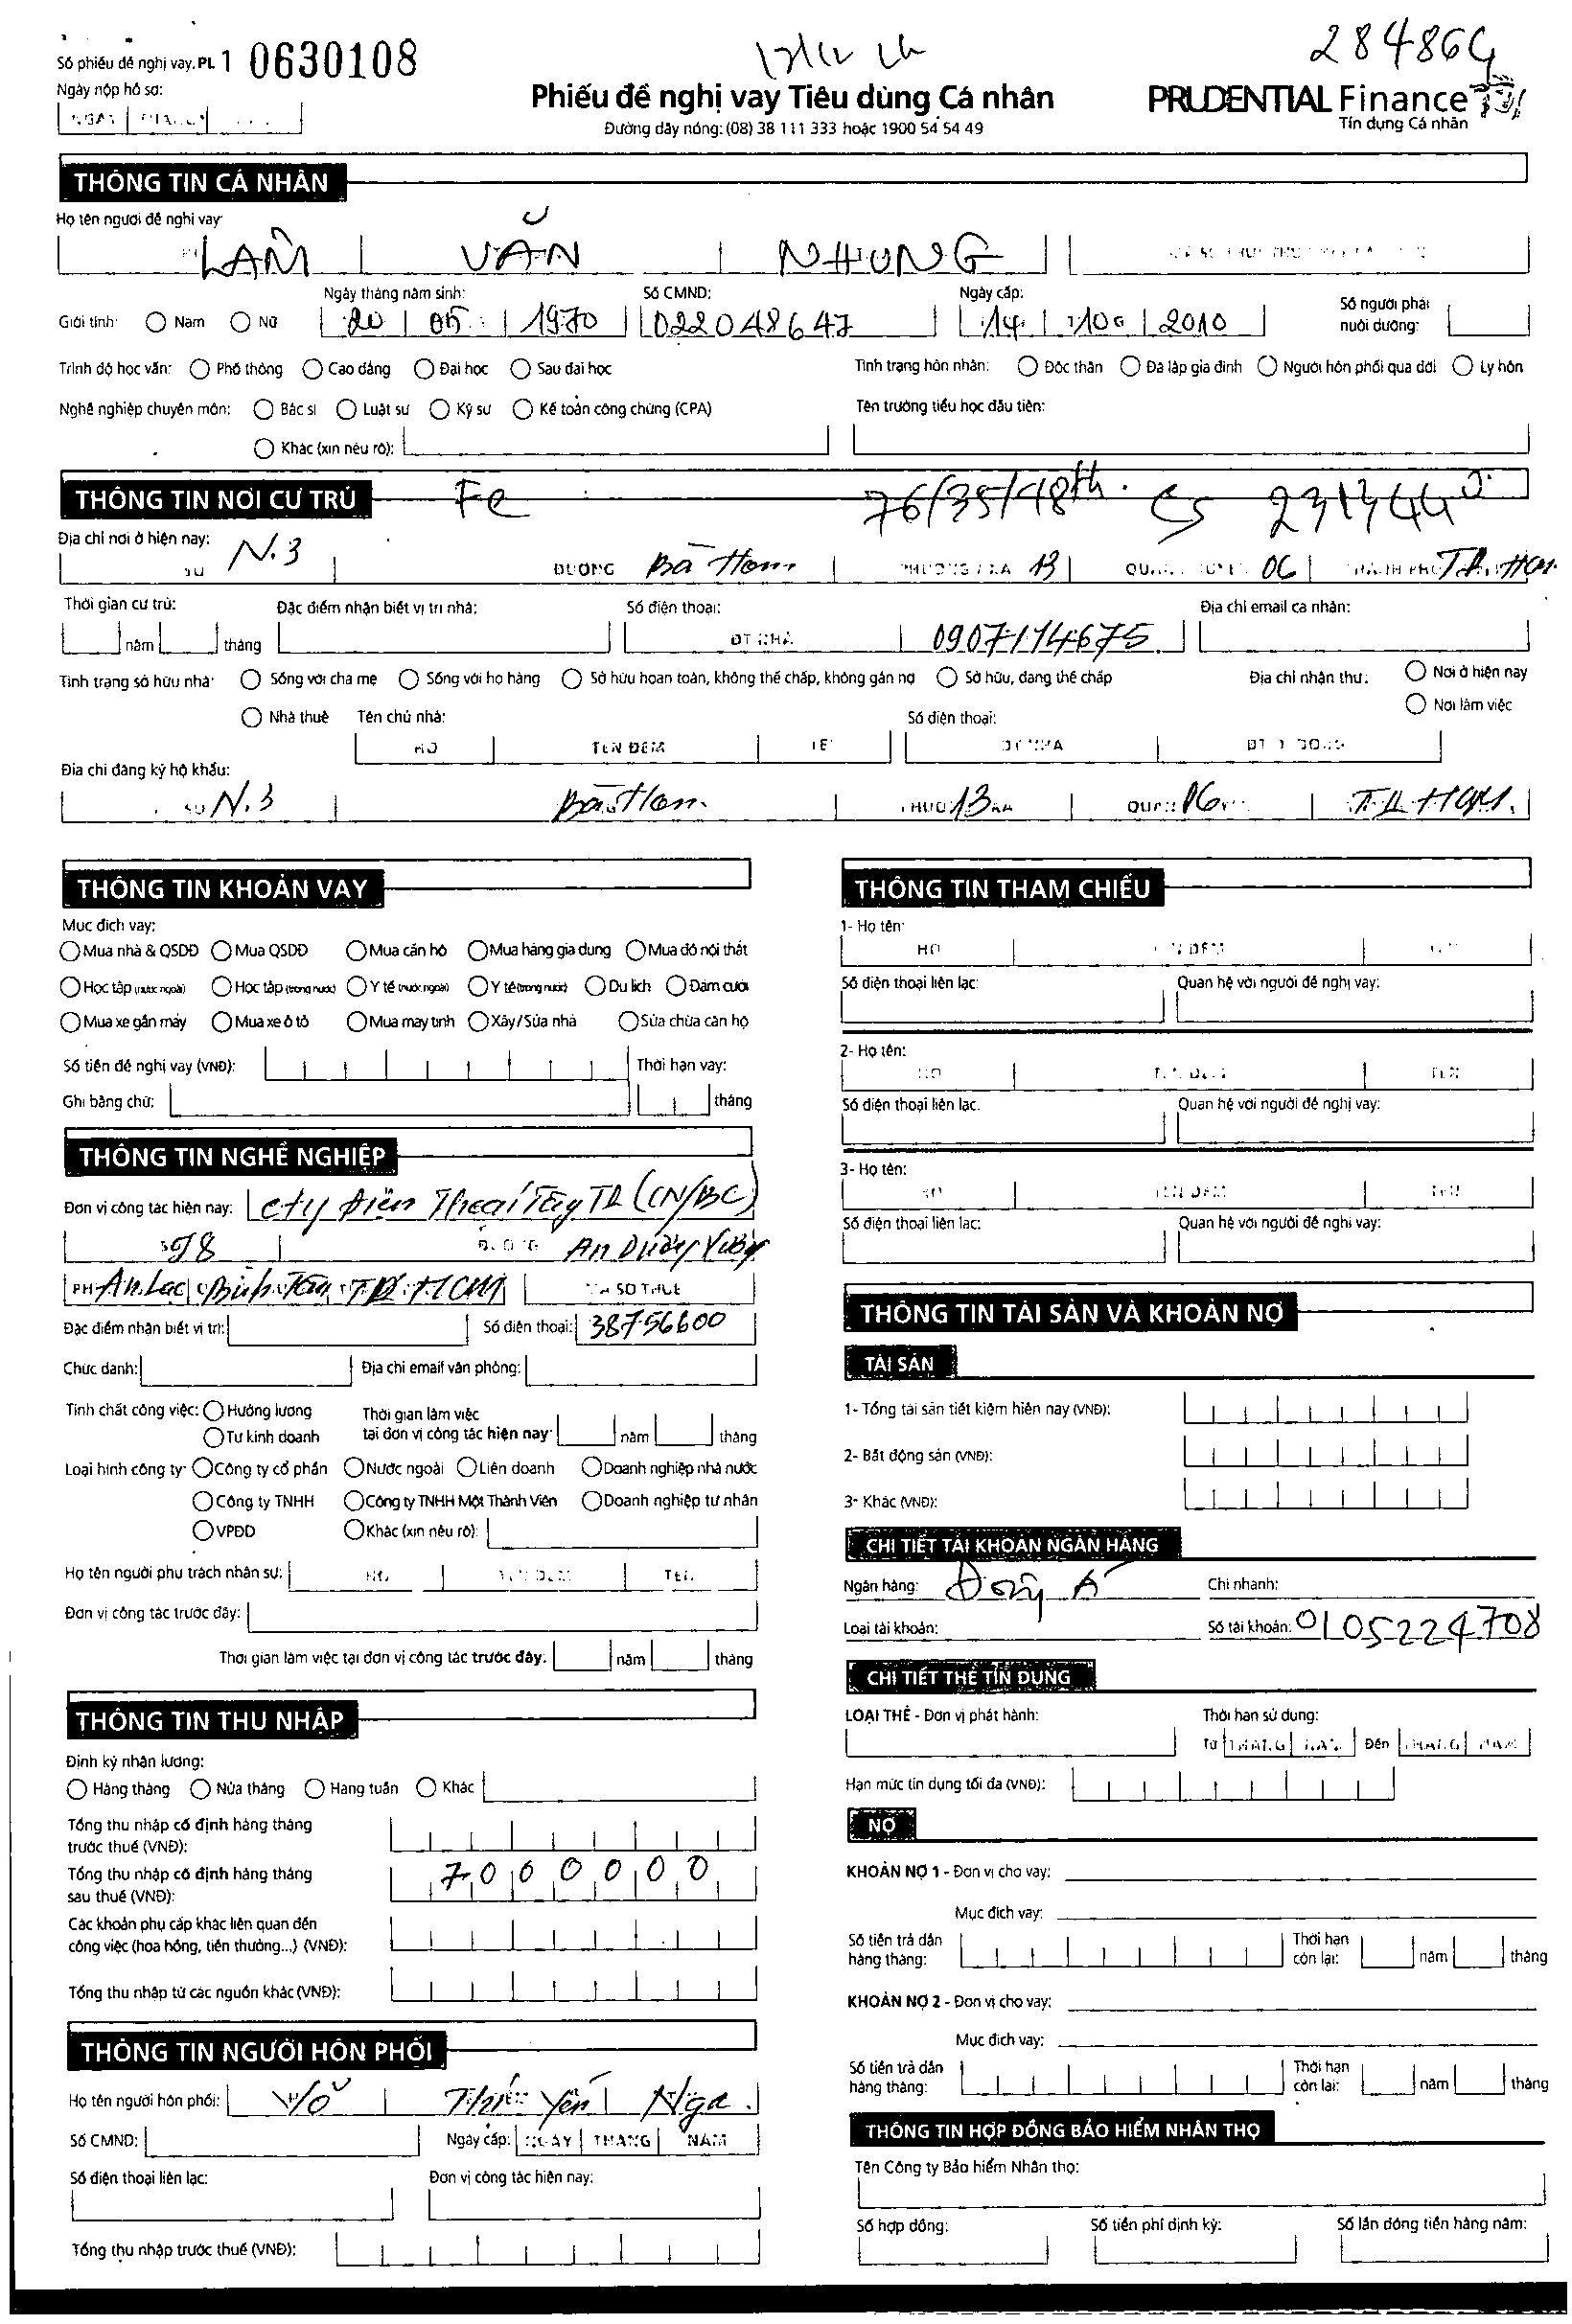 Số phiếu đề nghị vay. PL 1 0630108
284864
Ngày nộp hồ sơ:
Phiếu đề nghị vay Tiêu dùng Cá nhân
PRUDENTIAL Finance
Đường dây nóng: (08) 38 111 333 hoặc 1900 54 54 49
Tín dụng Cá nhân
THÔNG TIN CÁ NHÂN
Họ tên người đề nghị vay:
LÂM VĂN NHUNG
Ngày tháng năm sinh: Số CMND: Ngày cấp: Số người phải nuôi dưỡng:
Giới tính: Nam Nữ 20 05 1970 022048647 14 10 2010
Trình độ học vấn: Phổ thông Cao đẳng Đại học Sau đại học Tình trạng hôn nhân: Độc thân Đã lập gia đình Người hôn phối qua đời Ly hôn
Nghề nghiệp chuyên môn: Bác sĩ Luật sư Kỹ sư Kế toán công chứng (CPA) Tên trường tiểu học đầu tiên:
Khác (xin nêu rõ):
THÔNG TIN NƠI CƯ TRÚ Fe 76/35/48th. CS
Địa chỉ nơi ở hiện nay:
SỐ N.3 ĐƯỜNG Bà Hom 13 06 TP. HCM
Thời gian cư trú: Đặc điểm nhận biết vị trí nhà: Số điện thoại: Địa chỉ email cá nhân:
năm tháng ĐT NHÀ 0907114675
Tình trạng sở hữu nhà: Sống với cha mẹ Sống với họ hàng Sở hữu hoàn toàn, không thế chấp, không gán nợ Sở hữu, đang thế chấp Địa chỉ nhận thư: Nơi ở hiện nay
Nơi làm việc
Nhà thuê Tên chủ nhà: Số điện thoại:
HỌ TÊN ĐỆM
Địa chỉ đăng ký hộ khẩu:
SỐ N.3 Bà Hom 13 06 TP. HCM.
THÔNG TIN KHOẢN VAY
Mục đích vay:
Mua nhà & QSDĐ Mua QSDĐ Mua căn hộ Mua hàng gia dụng Mua đồ nội thất
Học tập (nước ngoài) Học tập (trong nước) Y tế (nước ngoài) Y tế (trong nước) Du lịch Đám cưới
Mua xe gắn máy Mua xe ô tô Mua máy tính Xây/Sửa nhà Sửa chữa căn hộ
Số tiền đề nghị vay (VNĐ): Thời hạn vay:
Ghi bằng chữ: tháng
THÔNG TIN NGHỀ NGHIỆP
Đơn vị công tác hiện nay: Cty Điện Thoại Tây TP (CN/BC)
An Dương Vương
An Lạc Bình Tân TP. HCM MÃ SỐ THUẾ
Đặc điểm nhận biết vị trí: Số điện thoại: 38756600
Chức danh: Địa chỉ email văn phòng:
Tính chất công việc: Hưởng lương Thời gian làm việc
Tự kinh doanh tại đơn vị công tác hiện nay: năm tháng
Loại hình công ty: Công ty cổ phần Nước ngoài Liên doanh Doanh nghiệp nhà nước
Công ty TNHH Công ty TNHH Một Thành Viên Doanh nghiệp tư nhân
VPĐD Khác (xin nêu rõ):
Họ tên người phụ trách nhân sự: HỌ TÊN ĐỆM TÊN
Đơn vị công tác trước đây:
Thời gian làm việc tại đơn vị công tác trước đây: năm tháng
THÔNG TIN THU NHẬP
Định kỳ nhận lương:
Hàng tháng Nửa tháng Hàng tuần Khác
Tổng thu nhập cố định hàng tháng
trước thuế (VNĐ):
Tổng thu nhập cố định hàng tháng
sau thuế (VNĐ): 7000000
Các khoản phụ cấp khác liên quan đến
công việc (hoa hồng, tiền thưởng...) (VNĐ):
Tổng thu nhập từ các nguồn khác (VNĐ):
THÔNG TIN NGƯỜI HÔN PHỐI
Họ tên người hôn phối: Võ Thị Yến Nga.
Số CMND: Ngày cấp: NGÀY THÁNG NĂM
Số điện thoại liên lạc: Đơn vị công tác hiện nay:
Tổng thu nhập trước thuế (VNĐ):
THÔNG TIN THAM CHIẾU
1- Họ tên:
HỌ TÊN ĐỆM
Số điện thoại liên lạc: Quan hệ với người đề nghị vay:
2- Họ tên:
HỌ TÊN ĐỆM TÊN
Số điện thoại liên lạc: Quan hệ với người đề nghị vay:
3- Họ tên:
HỌ TÊN ĐỆM TÊN
Số điện thoại liên lạc: Quan hệ với người đề nghị vay:
THÔNG TIN TÀI SẢN VÀ KHOẢN NỢ
TÀI SẢN
1- Tổng tài sản tiết kiệm hiện nay (VNĐ):
2- Bất động sản (VNĐ):
3- Khác (VNĐ):
CHI TIẾT TÀI KHOẢN NGÂN HÀNG
Ngân hàng: Đông Á Chi nhánh:
Loại tài khoản: Số tài khoản: 0105224708
CHI TIẾT THẺ TÍN DỤNG
LOẠI THẺ - Đơn vị phát hành: Thời hạn sử dụng:
Từ THÁNG NĂM Đến THÁNG NĂM
Hạn mức tín dụng tối đa (VNĐ):
NỢ
KHOẢN NỢ 1 - Đơn vị cho vay:
Mục đích vay:
Số tiền trả dần hàng tháng: Thời hạn còn lại: năm tháng
KHOẢN NỢ 2 - Đơn vị cho vay:
Mục đích vay:
Số tiền trả dần hàng tháng: Thời hạn còn lại: năm tháng
THÔNG TIN HỢP ĐỒNG BẢO HIỂM NHÂN THỌ
Tên Công ty Bảo hiểm Nhân thọ:
Số hợp đồng: Số tiền phí định kỳ: Số lần đóng tiền hàng năm: